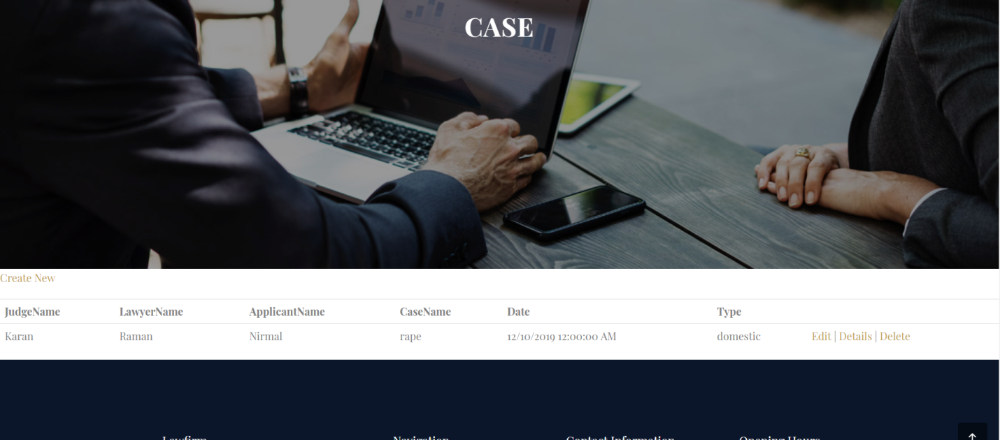 CASE
Create New
JudgeName LawyerName ApplicantName CaseName Date Type
Karan Raman Nirmal rape 12/10/2019 12:00:00 AM domestic Edit | Details | Delete
Lawfirm Navigation Contact Information Opening Hours